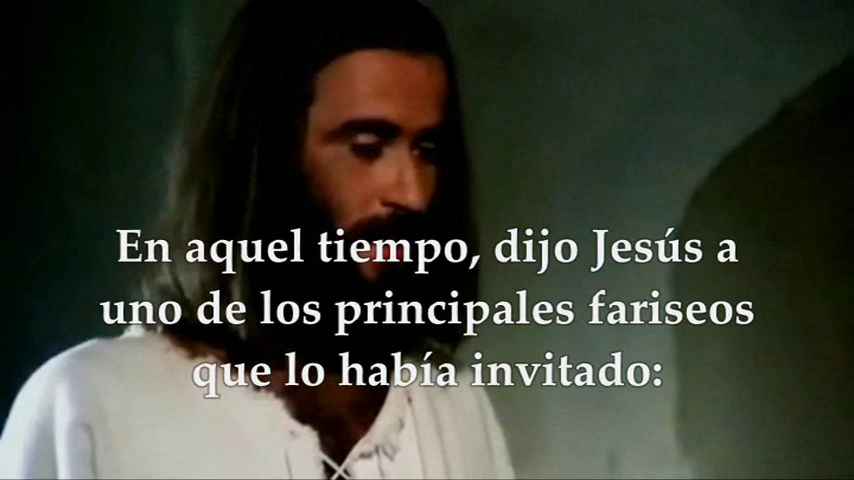 En aquel tiempo, dijo Jesús a
uno de los principales fariseos
que lo había invitado: